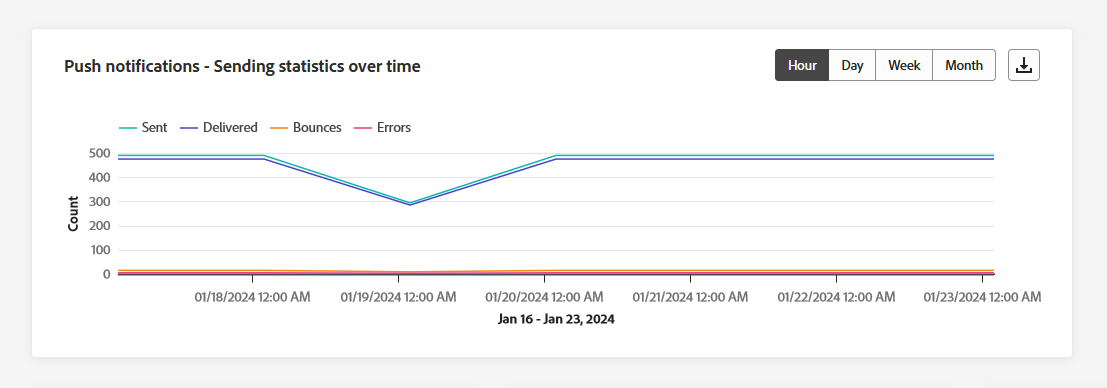 Push notifications - Sending statistics over time
Hour Day Week Month
Sent Delivered Bounces Errors
500
400
300
200
100
0
Count
01/18/2024 12:00 AM 01/19/2024 12:00 AM 01/20/2024 12:00 AM 01/21/2024 12:00 AM 01/22/2024 12:00 AM 01/23/2024 12:00 AM
Jan 16 - Jan 23, 2024